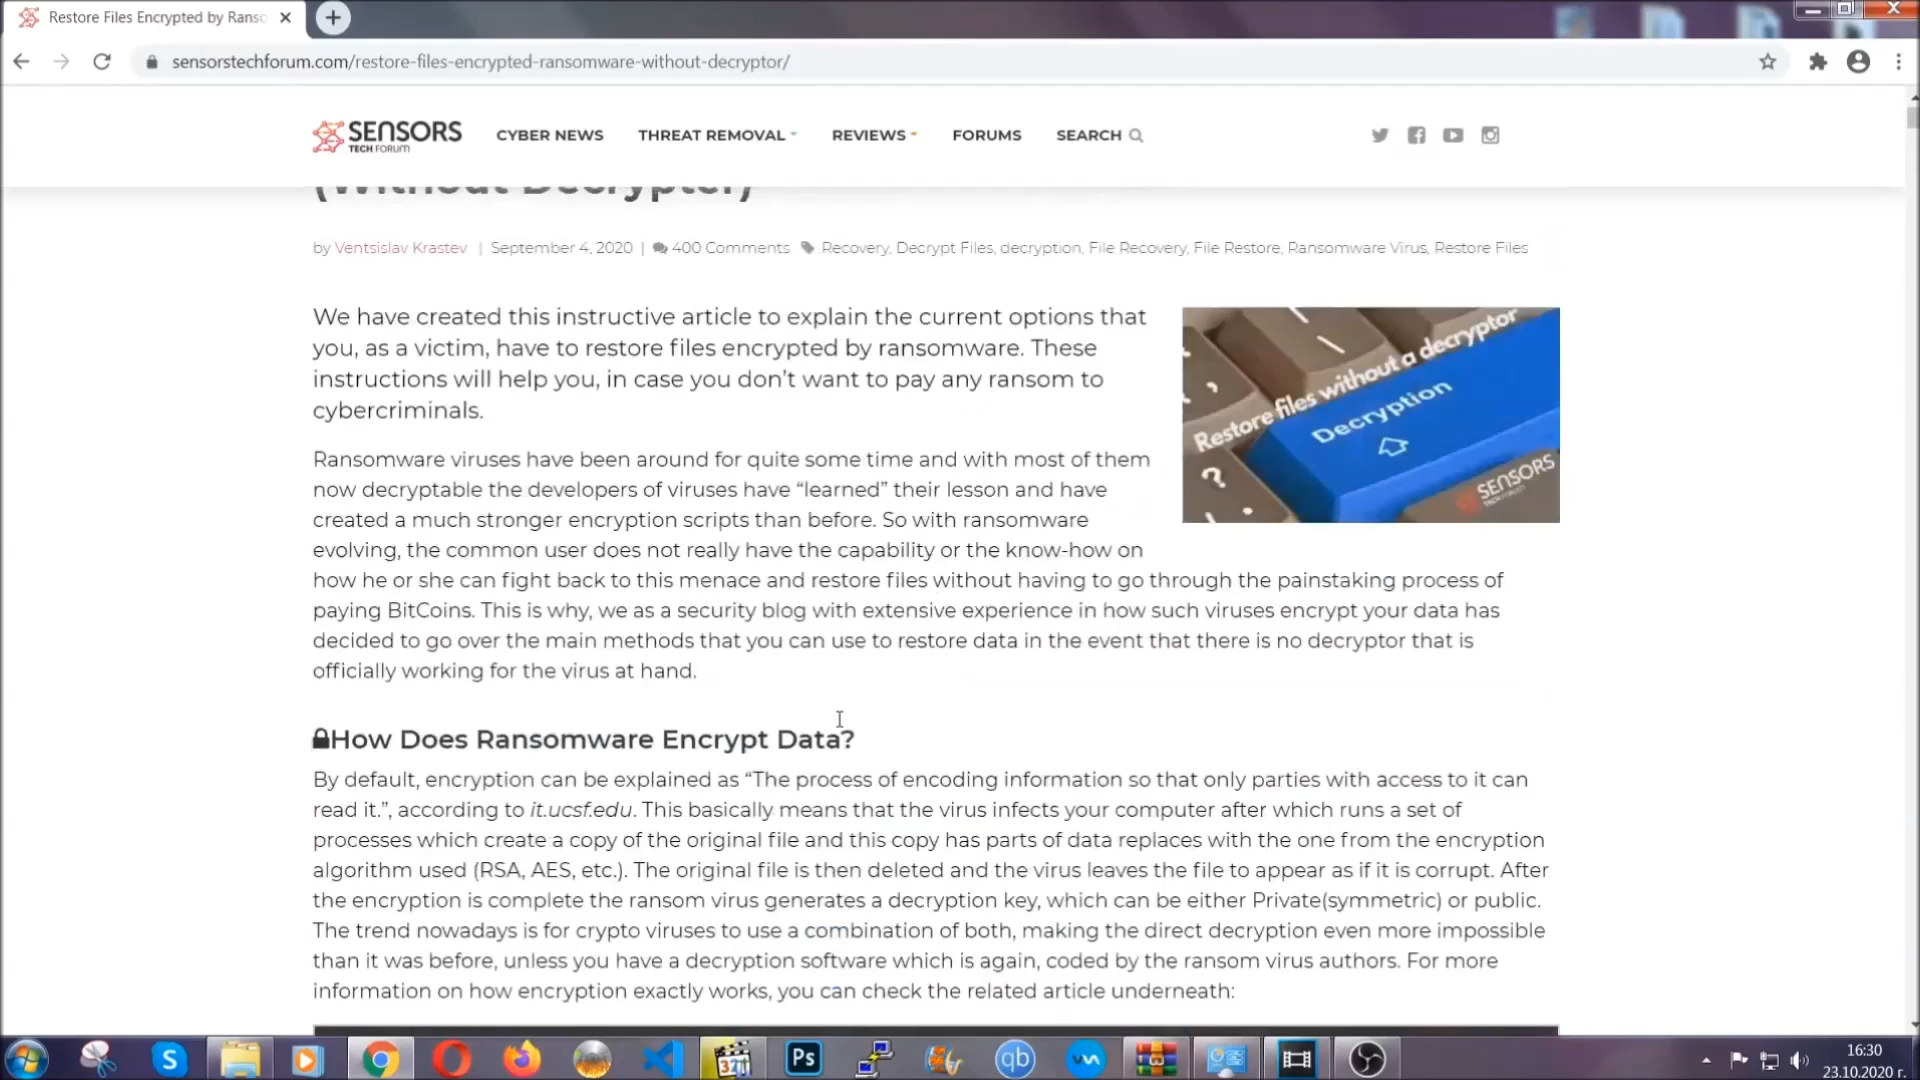 Restore Files Encrypted by Ranso
sensorstechforum.com/restore-files-encrypted-ransomware-without-decryptor/
SENSORS
TECH FORUM
CYBER NEWS THREAT REMOVAL REVIEWS FORUMS SEARCH
(Without Decrypter)
by Ventsislav Krastev | September 4, 2020 | 400 Comments Recovery, Decrypt Files, decryption, File Recovery, File Restore, Ransomware Virus, Restore Files
We have created this instructive article to explain the current options that
you, as a victim, have to restore files encrypted by ransomware. These
instructions will help you, in case you don't want to pay any ransom to
cybercriminals.
Restore files without a decryptor
Decryption
SENSORS
Ransomware viruses have been around for quite some time and with most of them
now decryptable the developers of viruses have “learned” their lesson and have
created a much stronger encryption scripts than before. So with ransomware
evolving, the common user does not really have the capability or the know-how on
how he or she can fight back to this menace and restore files without having to go through the painstaking process of
paying BitCoins. This is why, we as a security blog with extensive experience in how such viruses encrypt your data has
decided to go over the main methods that you can use to restore data in the event that there is no decryptor that is
officially working for the virus at hand.
How Does Ransomware Encrypt Data?
By default, encryption can be explained as “The process of encoding information so that only parties with access to it can
read it.”, according to it.ucsf.edu. This basically means that the virus infects your computer after which runs a set of
processes which create a copy of the original file and this copy has parts of data replaces with the one from the encryption
algorithm used (RSA, AES, etc.). The original file is then deleted and the virus leaves the file to appear as if it is corrupt. After
the encryption is complete the ransom virus generates a decryption key, which can be either Private(symmetric) or public.
The trend nowadays is for crypto viruses to use a combination of both, making the direct decryption even more impossible
than it was before, unless you have a decryption software which is again, coded by the ransom virus authors. For more
information on how encryption exactly works, you can check the related article underneath:
16:30
23.10.2020 г.